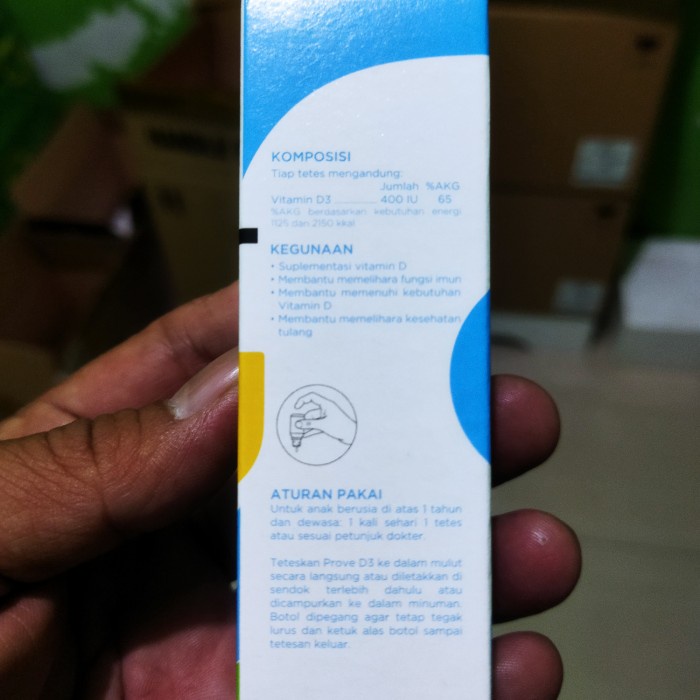 KOMPOSISI
Tiap tetes mengandung:
Jumlah %AKG
Vitamin D3 .............. 400 IU 65
%AKG berdasarkan kebutuhan energi
1125 dan 2150 kkal
KEGUNAAN
• Suplementasi vitamin D
• Membantu memelihara fungsi imun
• Membantu memenuhi kebutuhan
Vitamin D
• Membantu memelihara kesehatan
tulang
ATURAN PAKAI
Untuk anak berusia di atas 1 tahun
dan dewasa: 1 kali sehari 1 tetes
atau sesuai petunjuk dokter.
Teteskan Prove D3 ke dalam mulut
secara langsung atau diletakkan di
sendok terlebih dahulu atau
dicampurkan ke dalam minuman.
Botol dipegang agar tetap tegak
lurus dan ketuk alas botol sampai
tetesan keluar.